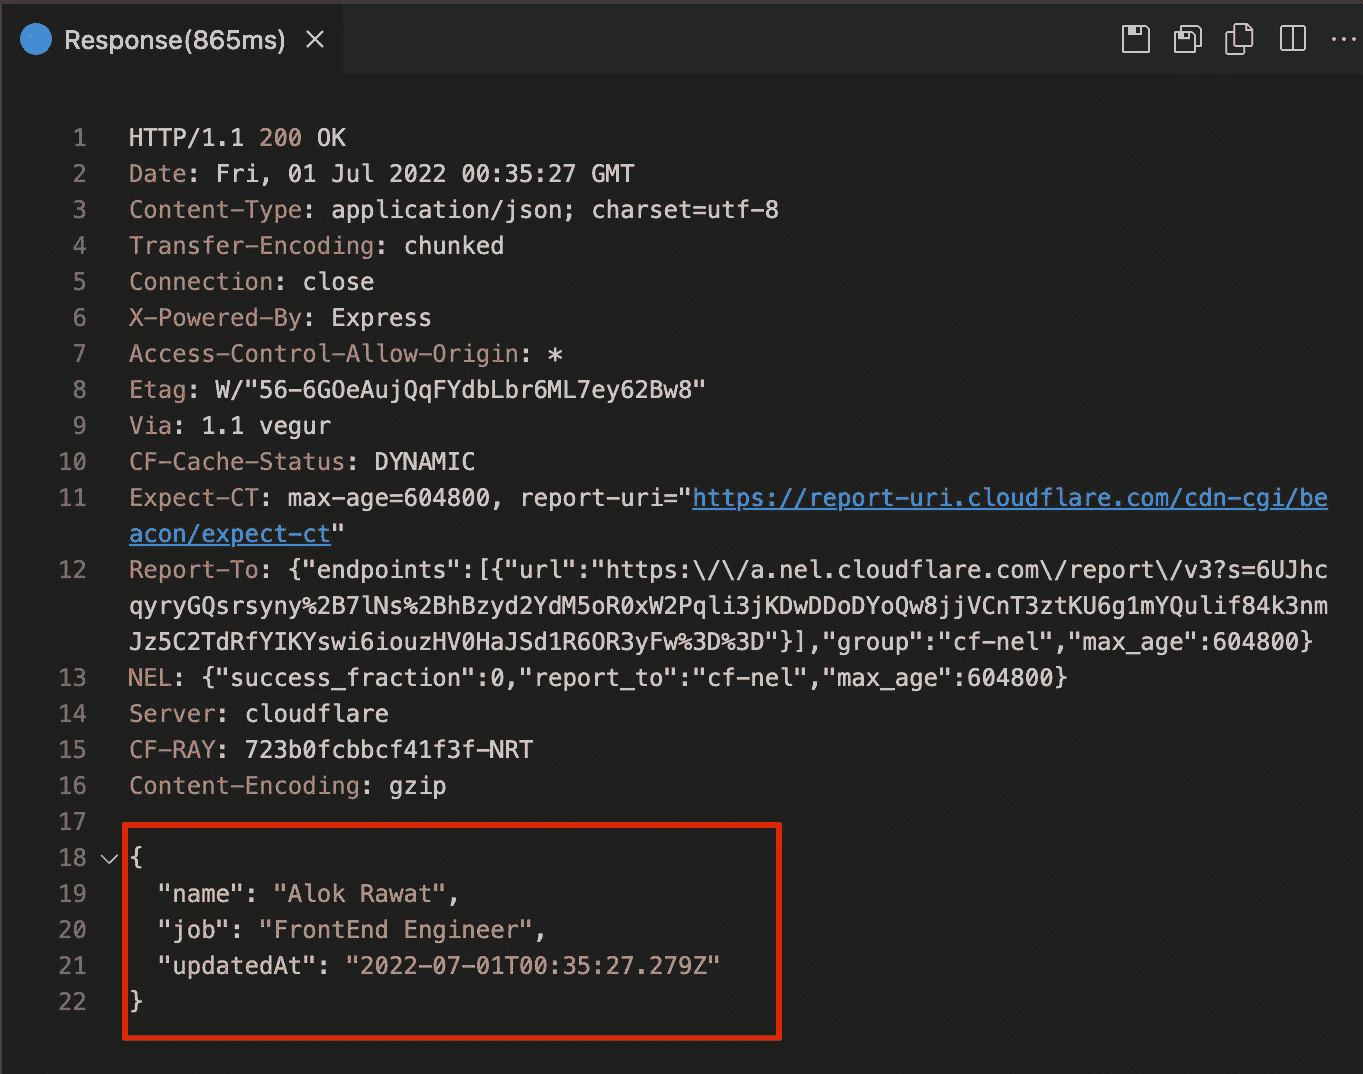 Response(865ms)
1 HTTP/1.1 200 OK
2 Date: Fri, 01 Jul 2022 00:35:27 GMT
3 Content-Type: application/json; charset=utf-8
4 Transfer-Encoding: chunked
5 Connection: close
6 X-Powered-By: Express
7 Access-Control-Allow-Origin: *
8 Etag: W/"56-6GOeAujQqFYdbLbr6ML7ey62Bw8"
9 Via: 1.1 vegur
10 CF-Cache-Status: DYNAMIC
11 Expect-CT: max-age=604800, report-uri="https://report-uri.cloudflare.com/cdn-cgi/be
acon/expect-ct"
12 Report-To: {"endpoints":[{"url":"https:\/\/a.nel.cloudflare.com\/report\/v3?s=6UJhc
qyryGQsrsyny%2B7lNs%2BhBzyd2YdM5oR0xW2Pqli3jKDwDDoDYoQw8jjVCnT3ztKU6g1mYQulif84k3nm
Jz5C2TdRfYIKYswi6iouzHV0HaJSd1R6OR3yFw%3D%3D"}],"group":"cf-nel","max_age":604800}
13 NEL: {"success_fraction":0,"report_to":"cf-nel","max_age":604800}
14 Server: cloudflare
15 CF-RAY: 723b0fcbbcf41f3f-NRT
16 Content-Encoding: gzip
17
18 {
19 "name": "Alok Rawat",
20 "job": "FrontEnd Engineer",
21 "updatedAt": "2022-07-01T00:35:27.279Z"
22 }